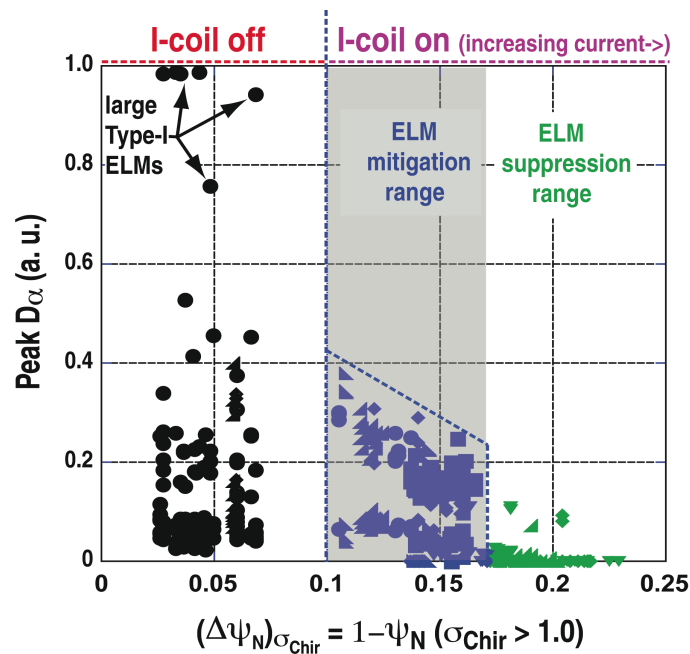 I-coil off
I-coil on (increasing current->)
1.0
0.8
0.6
0.4
0.2
0
large
Type-I
ELMs
ELM
mitigation
range
ELM
suppression
range
Peak Dα (a. u.)
0
0.05
0.1
0.15
0.2
0.25
(ΔψN)σChir = 1–ψN (σChir > 1.0)